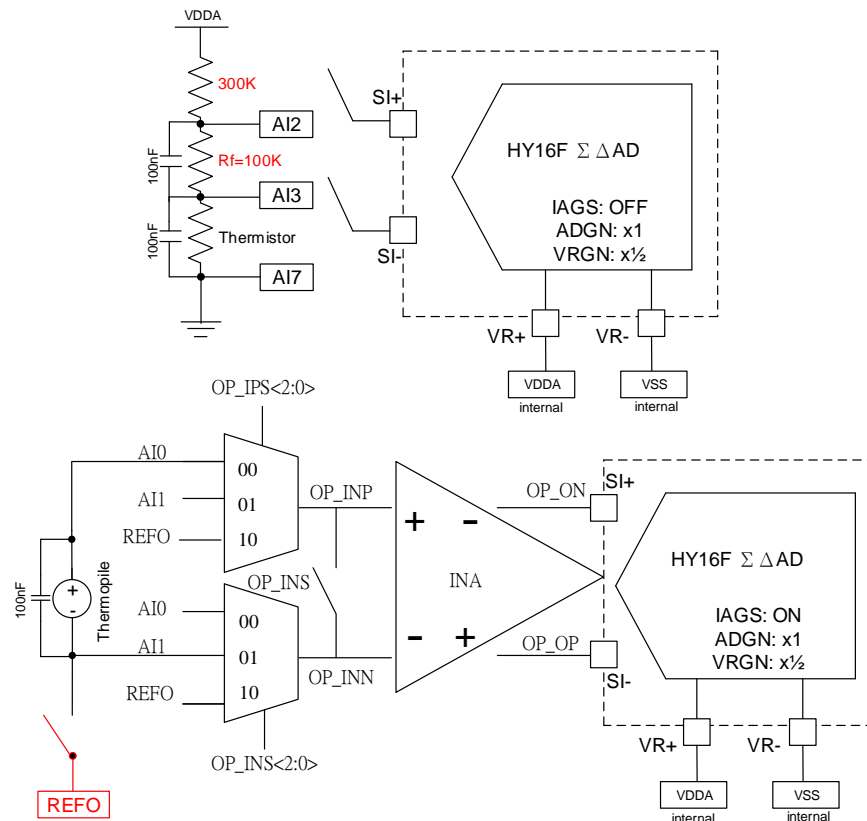 VDDA
300K
AI2
100nF
Rf=100K
AI3
100nF
Thermistor
AI7
SI+
SI-
HY16F Σ Δ AD
IAGS: OFF
ADGN: x1
VRGN: x½
VR+
VR-
VDDA
internal
VSS
internal
OP_IPS<2:0>
AI0
00
AI1
01
REFO
10
OP_INP
OP_INS
100nF
+
-
Thermopile
AI0
00
AI1
01
REFO
10
OP_INN
OP_INS<2:0>
REFO
+ -
INA
- +
OP_ON
OP_OP
SI+
SI-
HY16F Σ Δ AD
IAGS: ON
ADGN: x1
VRGN: x½
VR+
VR-
VDDA
internal
VSS
internal